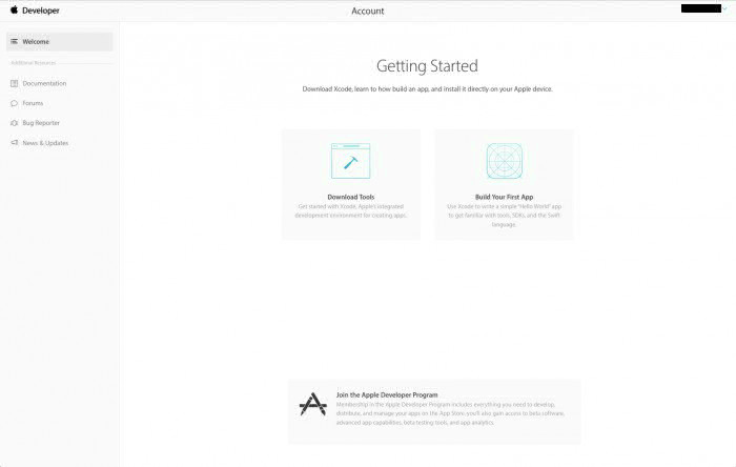 Developer
Account
Welcome
Additional Resources
Documentation
Forums
Bug Reporter
News & Updates
Getting Started
Download Xcode, learn to how build an app, and install it directly on your Apple device.
Download Tools
Get started with Xcode, Apple's integrated
development environment for creating apps.
Build Your First App
Use Xcode to write a simple "Hello World" app
to get familiar with tools, SDKs, and the Swift
language.
Join the Apple Developer Program
Membership in the Apple Developer Program includes everything you need to develop,
distribute, and manage your apps on the App Store. you'll also gain access to beta software,
advanced app capabilities, beta testing tools, and app analytics.